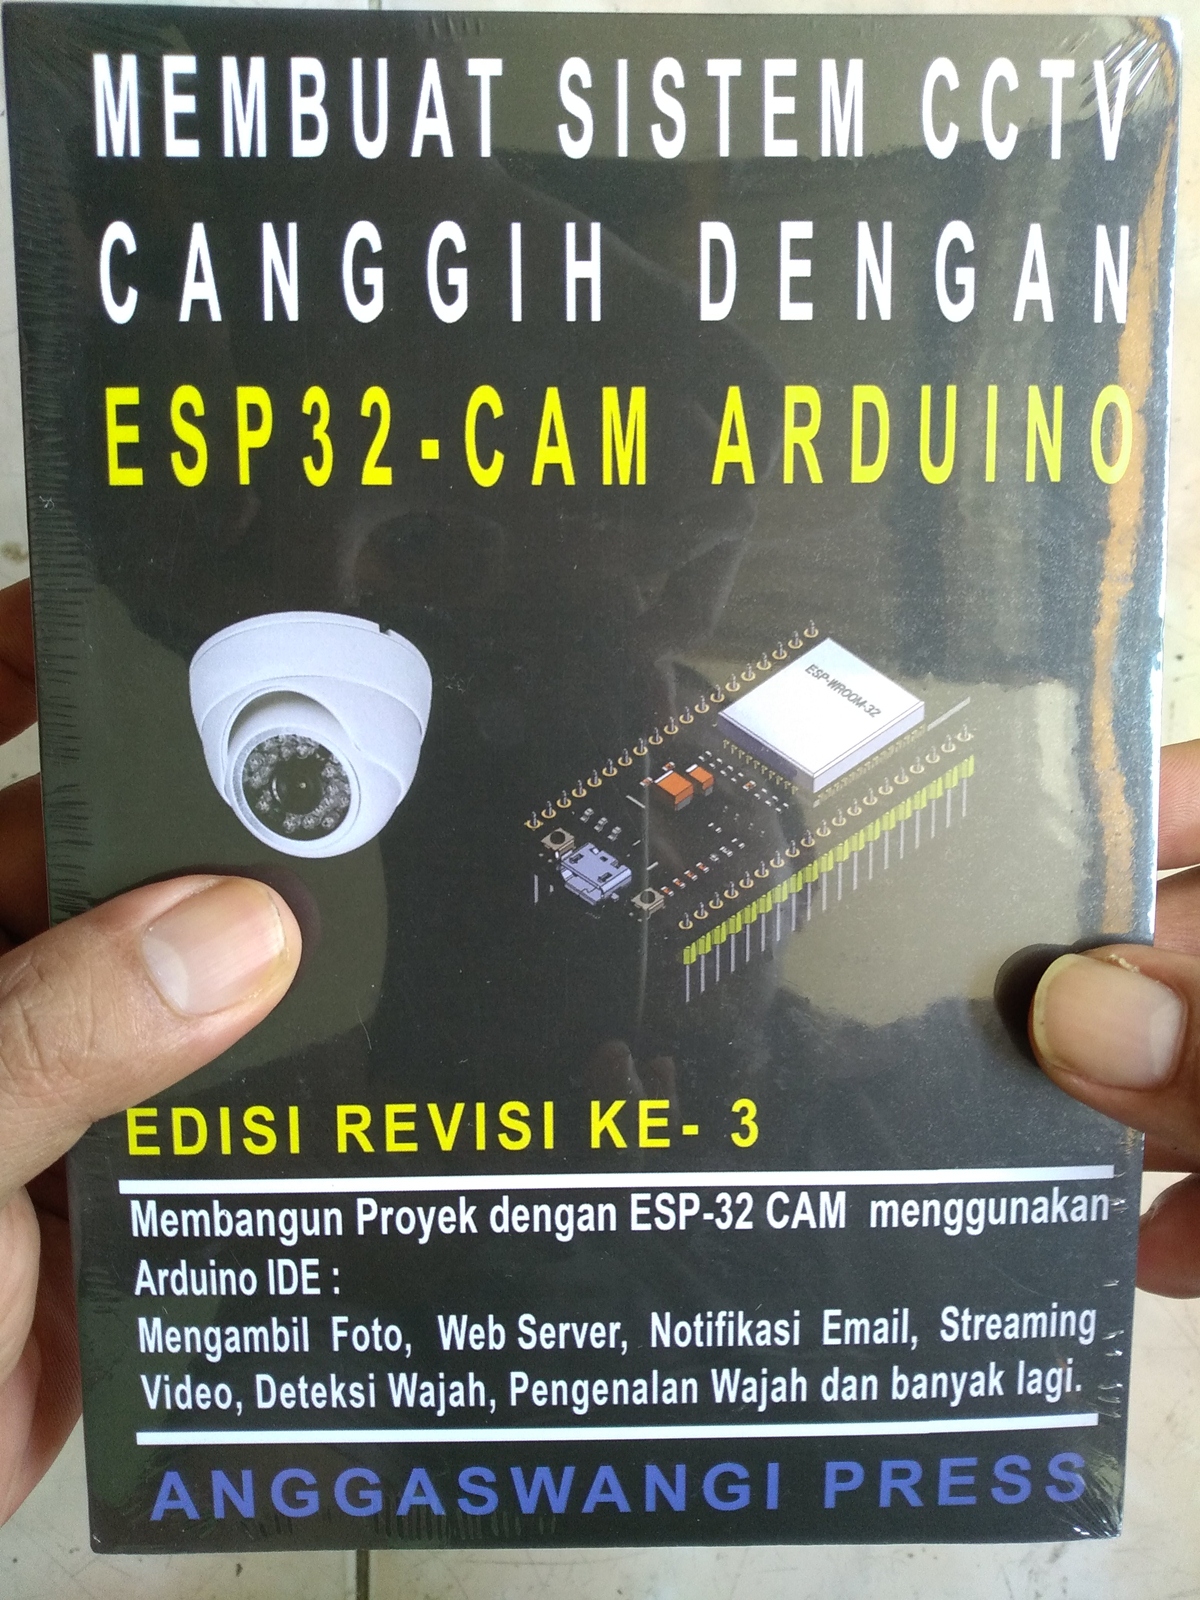 MEMBUAT SISTEM CCTV
CANGGIH DENGAN
ESP32-CAM ARDUINO
ESP-WROOM-32
EDISI REVISI KE- 3
Membangun Proyek dengan ESP-32 CAM menggunakan
Arduino IDE :
Mengambil Foto, Web Server, Notifikasi Email, Streaming
Video, Deteksi Wajah, Pengenalan Wajah dan banyak lagi.
ANGGASWANGI PRESS